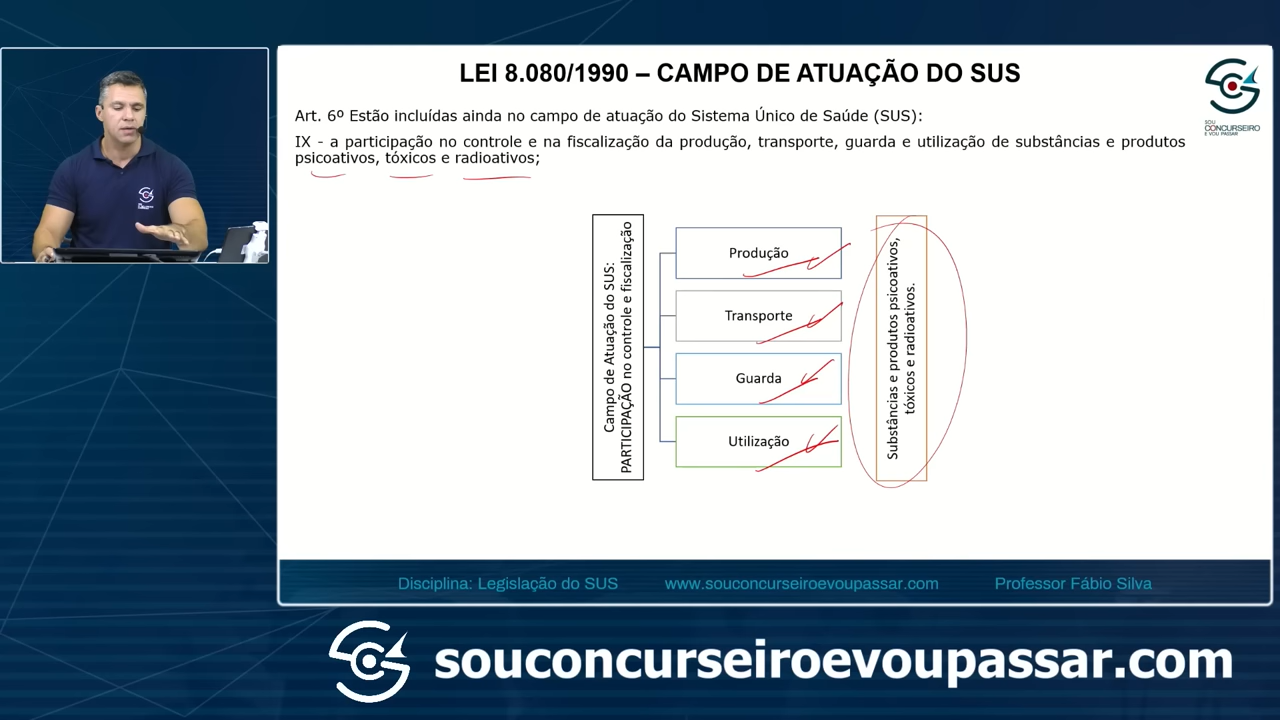 LEI 8.080/1990 – CAMPO DE ATUAÇÃO DO SUS
SOU
CONCURSEIRO
E VOU PASSAR
Art. 6º Estão incluídas ainda no campo de atuação do Sistema Único de Saúde (SUS):
IX - a participação no controle e na fiscalização da produção, transporte, guarda e utilização de substâncias e produtos
psicoativos, tóxicos e radioativos;
Campo de Atuação do SUS:
PARTICIPAÇÃO no controle e fiscalização
Produção
Transporte
Guarda
Utilização
Substâncias e produtos psicoativos,
tóxicos e radioativos.
Disciplina: Legislação do SUS www.souconcurseiroevoupassar.com Professor Fábio Silva
souconcurseiroevoupassar.com